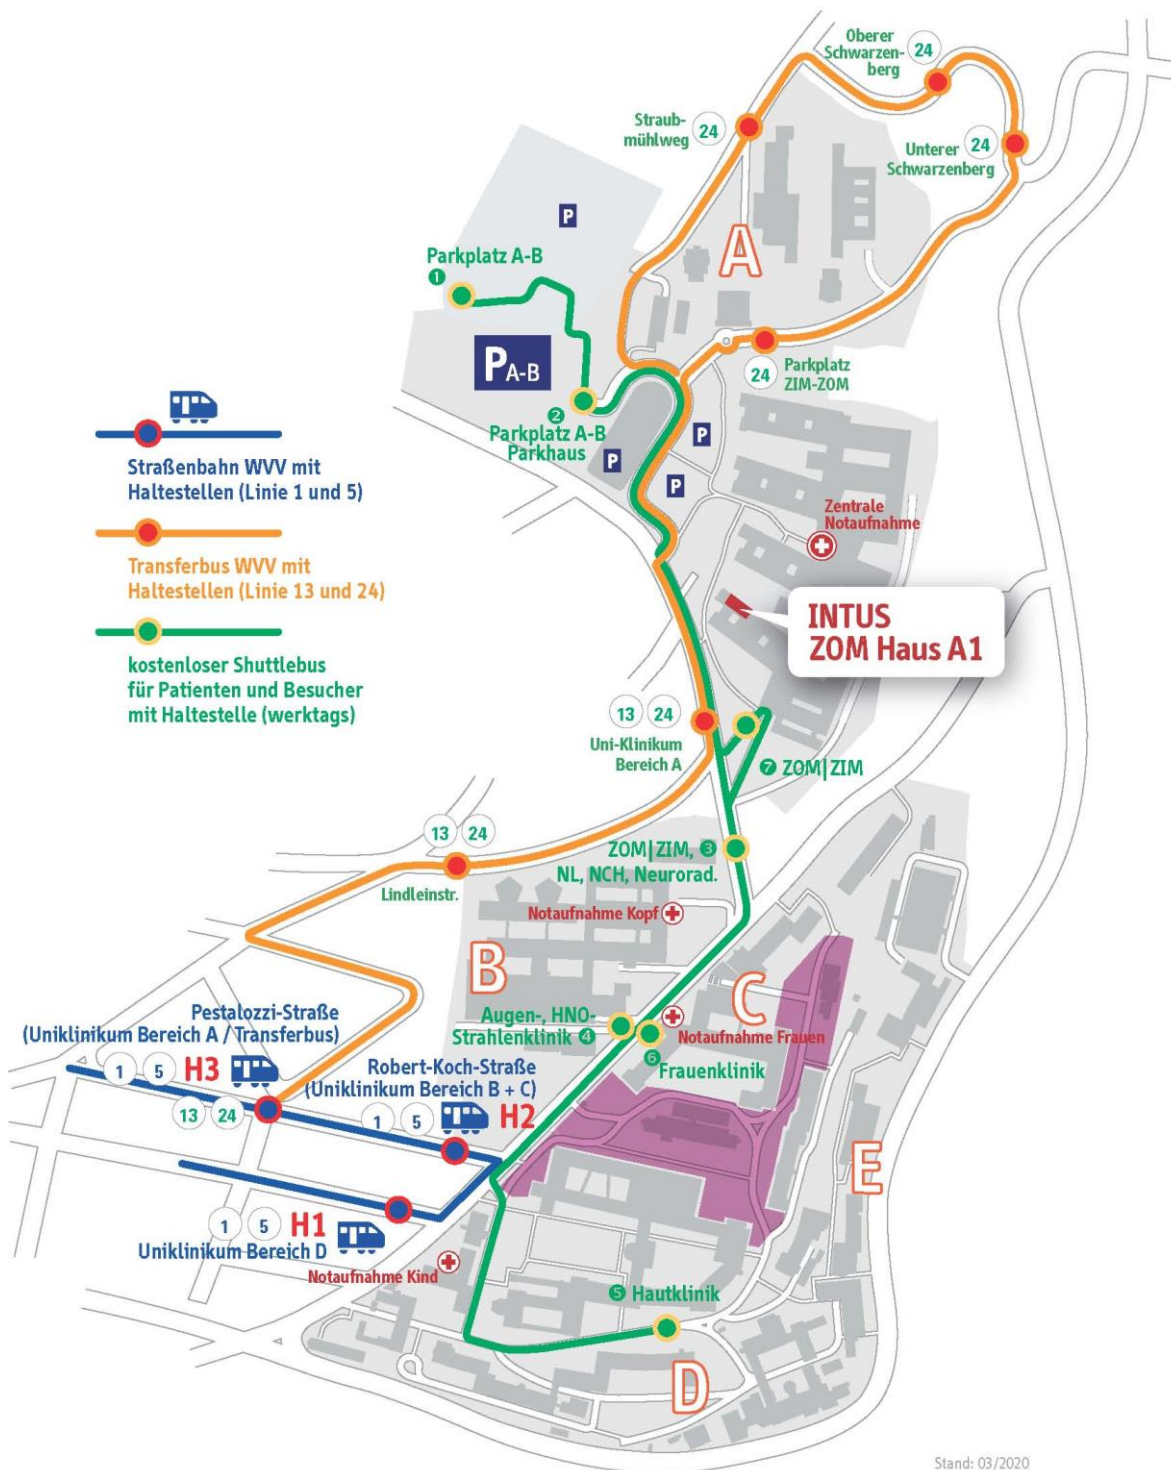 Oberer
Schwarzen-
berg
24
Straub-
mühlweg
24
24
Unterer
Schwarzenberg
P
A
Parkplatz A-B
1
P A-B
24
Parkplatz
ZIM-ZOM
2
Parkplatz A-B
Parkhaus
P
P
P
Straßenbahn WVV mit
Haltestellen (Linie 1 und 5)
Transferbus WVV mit
Haltestellen (Linie 13 und 24)
kostenloser Shuttlebus
für Patienten und Besucher
mit Haltestelle (werktags)
Zentrale
Notaufnahme
INTUS
ZOM Haus A1
13 24
Uni-Klinikum
Bereich A
7 ZOM|ZIM
13 24
Lindleinstr.
ZOM|ZIM, 3
NL, NCH, Neurorad.
Notaufnahme Kopf
B
C
Augen-, HNO-
Strahlenklinik 4
Notaufnahme Frauen
6
Frauenklinik
Pestalozzi-Straße
(Uniklinikum Bereich A / Transferbus)
1 5 H3
13 24
Robert-Koch-Straße
(Uniklinikum Bereich B + C)
1 5 H2
E
1 5 H1
Uniklinikum Bereich D
Notaufnahme Kind
5 Hautklinik
D
Stand: 03/2020